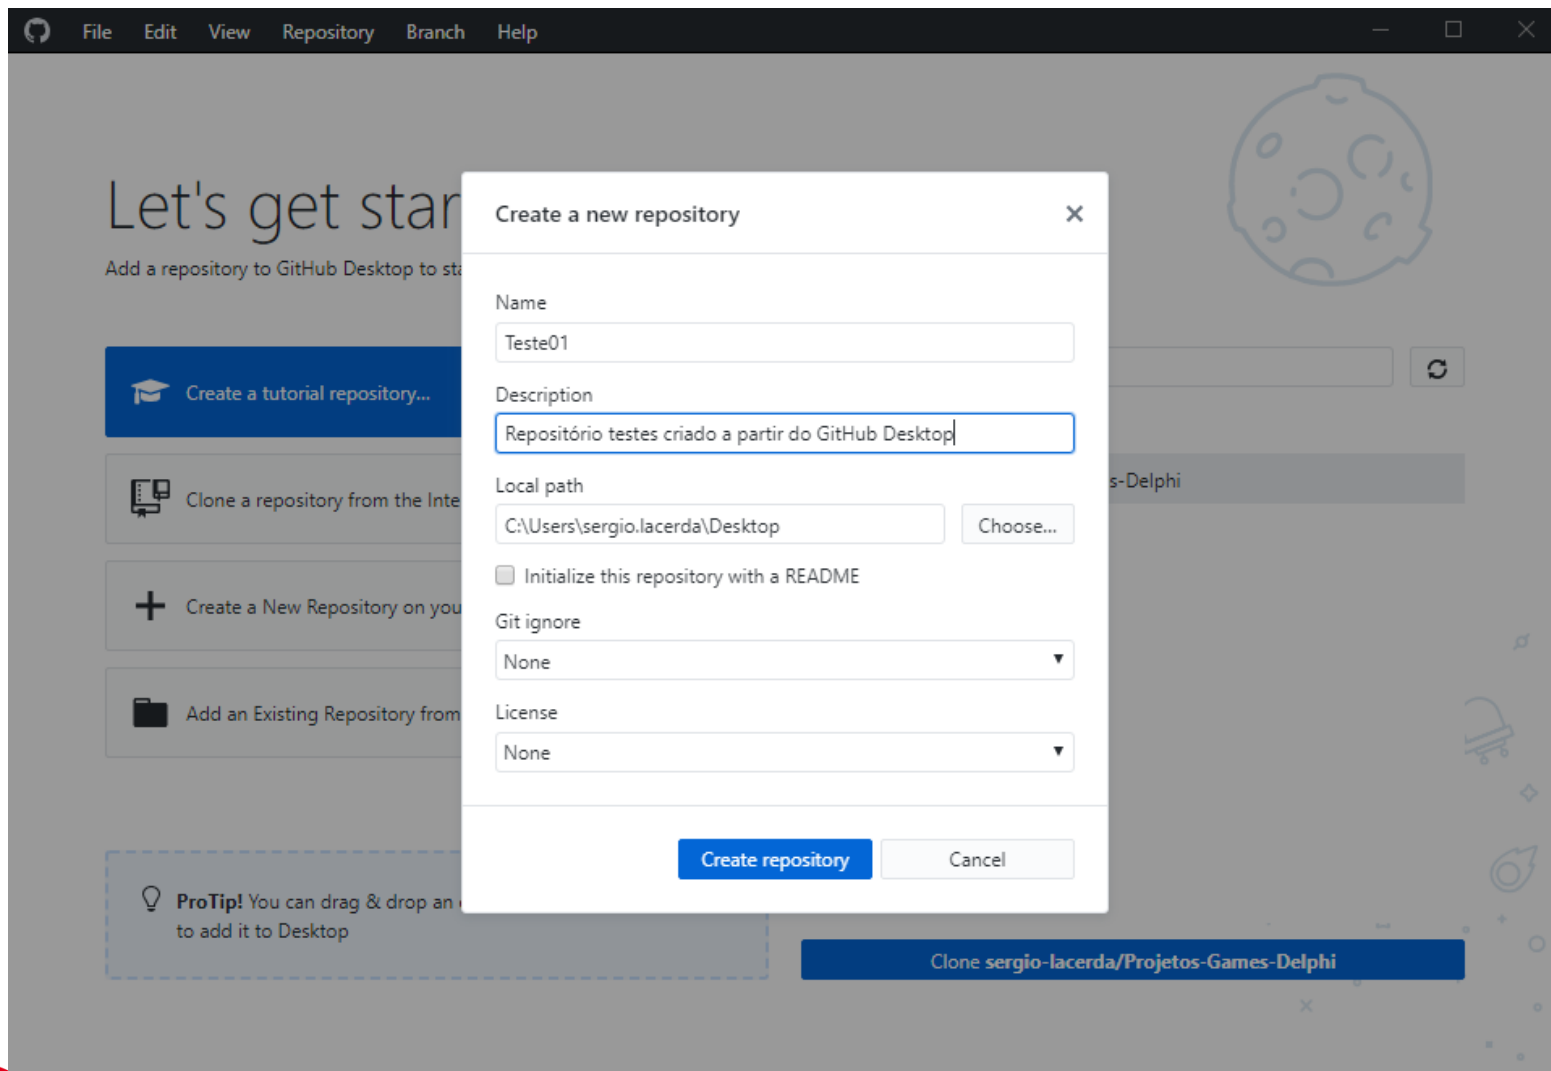 File Edit View Repository Branch Help
Let's get star
Add a repository to GitHub Desktop to sta
Create a tutorial repository...
Clone a repository from the Inte
Create a New Repository on you
Add an Existing Repository from
ProTip! You can drag & drop an
to add it to Desktop
Create a new repository
Name
Teste01
Description
Repositório testes criado a partir do GitHub Desktop
Local path
C:\Users\sergio.lacerda\Desktop
Choose...
Initialize this repository with a README
Git ignore
None
License
None
Create repository
Cancel
s-Delphi
Clone sergio-lacerda/Projetos-Games-Delphi